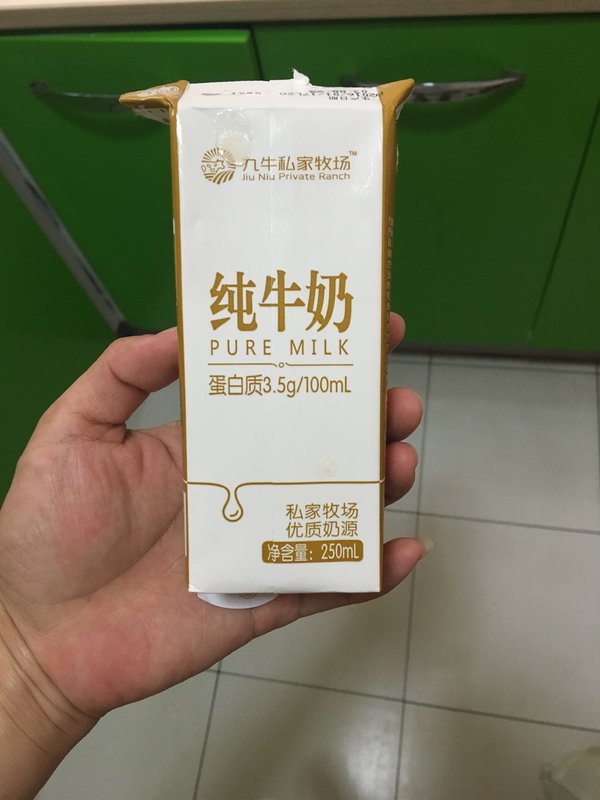 九牛私家牧场™
Jiu Niu Private Ranch
纯牛奶
PURE MILK
蛋白质3.5g/100mL
私家牧场
优质奶源
净含量：250mL